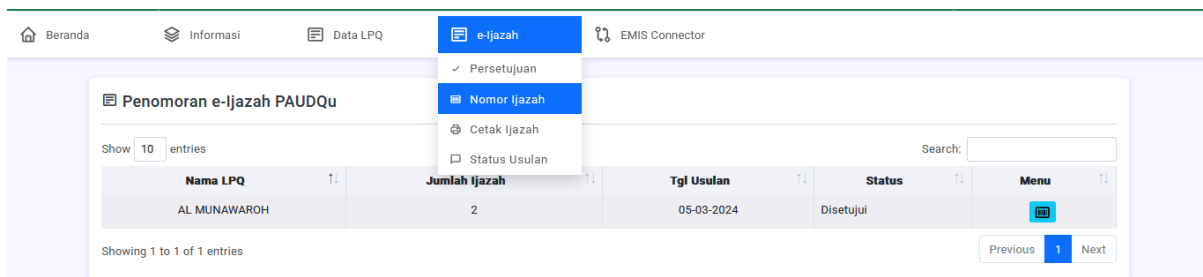 Beranda Informasi Data LPQ e-Ijazah EMIS Connector
Persetujuan
Penomoran e-Ijazah PAUDQu Nomor Ijazah
Cetak Ijazah
Show 10 entries Search:
Status Usulan
Nama LPQ Jumlah Ijazah Tgl Usulan Status Menu
AL MUNAWAROH 2 05-03-2024 Disetujui
Showing 1 to 1 of 1 entries Previous 1 Next